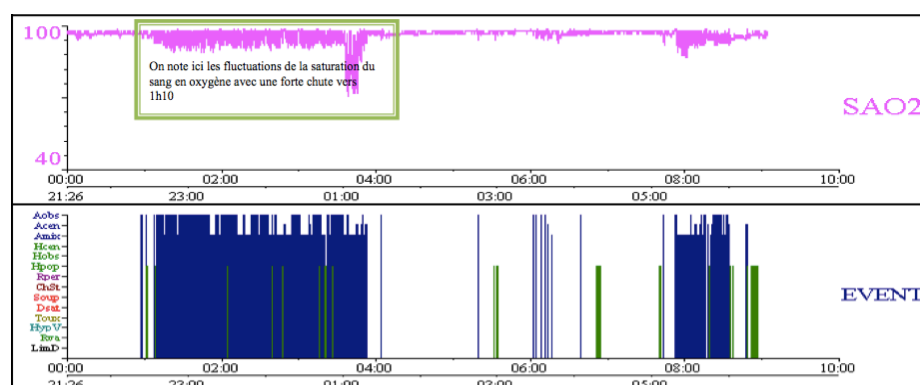 100
On note ici les fluctuations de la saturation du
sang en oxygène avec une forte chute vers
1h10
SAO2
40
00:00 02:00 04:00 06:00 08:00 10:00
21:26 23:00 01:00 03:00 05:00
Aobs
Acen
Amix
Hcen
Hobs
Hpop
Rper
ChSt
Soup
Dsat
Toux
HypV
Rva
LimD
EVENT
00:00 02:00 04:00 06:00 08:00 10:00
21:26 23:00 01:00 03:00 05:00